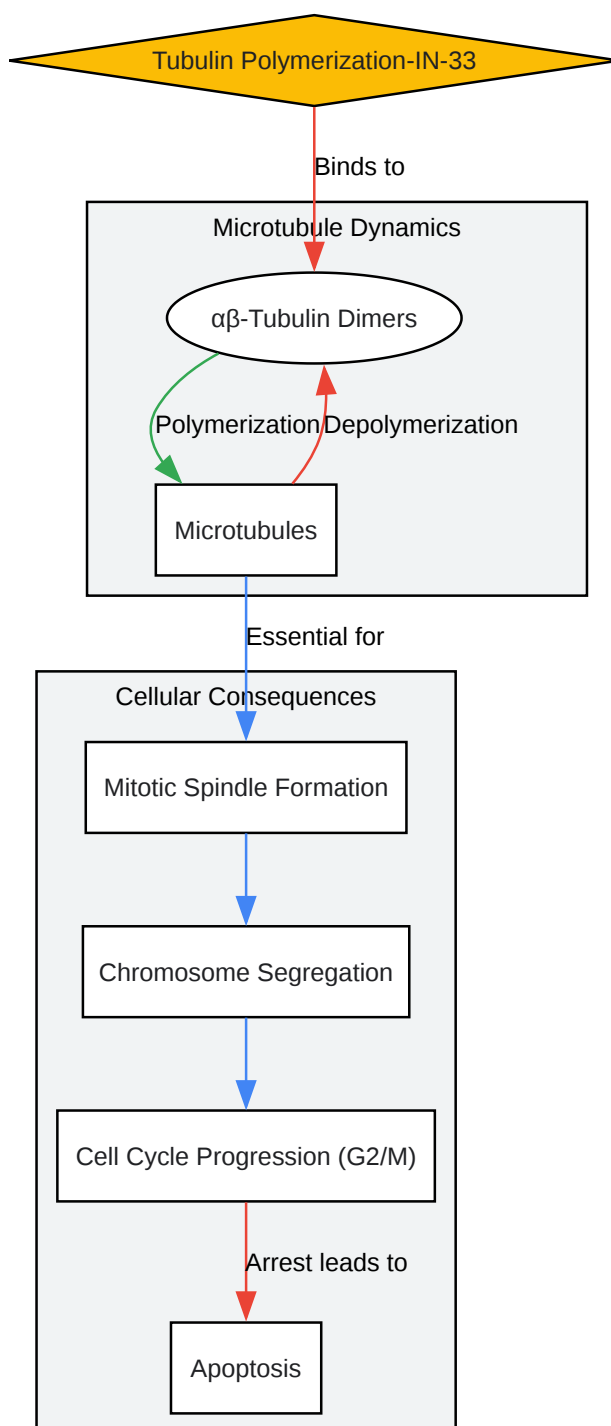 Tubulin Polymerization-IN-33
Binds to
Microtubule Dynamics
αβ-Tubulin Dimers
Polymerization
Depolymerization
Microtubules
Essential for
Cellular Consequences
Mitotic Spindle Formation
Chromosome Segregation
Cell Cycle Progression (G2/M)
Arrest leads to
Apoptosis